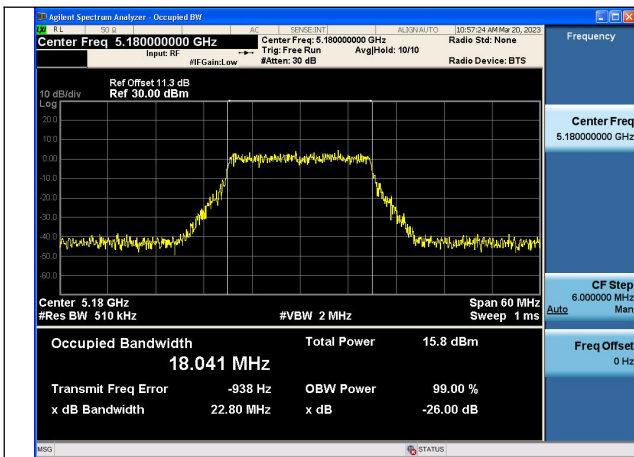 Agilent Spectrum Analyzer - Occupied BW
RL 50 Ω AC SENSE:INT ALIGN AUTO 10:57:24 AM Mar 20, 2023
Center Freq 5.180000000 GHz Center Freq: 5.180000000 GHz Radio Std: None
Input: RF Trig: Free Run Avg|Hold: 10/10
#IFGain:Low #Atten: 30 dB Radio Device: BTS
Frequency
Ref Offset 11.3 dB
10 dB/div Ref 30.00 dBm
Log
20.0
10.0
0.00
-10.0
-20.0
-30.0
-40.0
-50.0
-60.0
Center 5.18 GHz Span 60 MHz
#Res BW 510 kHz #VBW 2 MHz Sweep 1 ms
Occupied Bandwidth Total Power 15.8 dBm
18.041 MHz
Transmit Freq Error -938 Hz OBW Power 99.00 %
x dB Bandwidth 22.80 MHz x dB -26.00 dB
Center Freq
5.180000000 GHz
CF Step
6.000000 MHz
Auto Man
Freq Offset
0 Hz
MSG STATUS